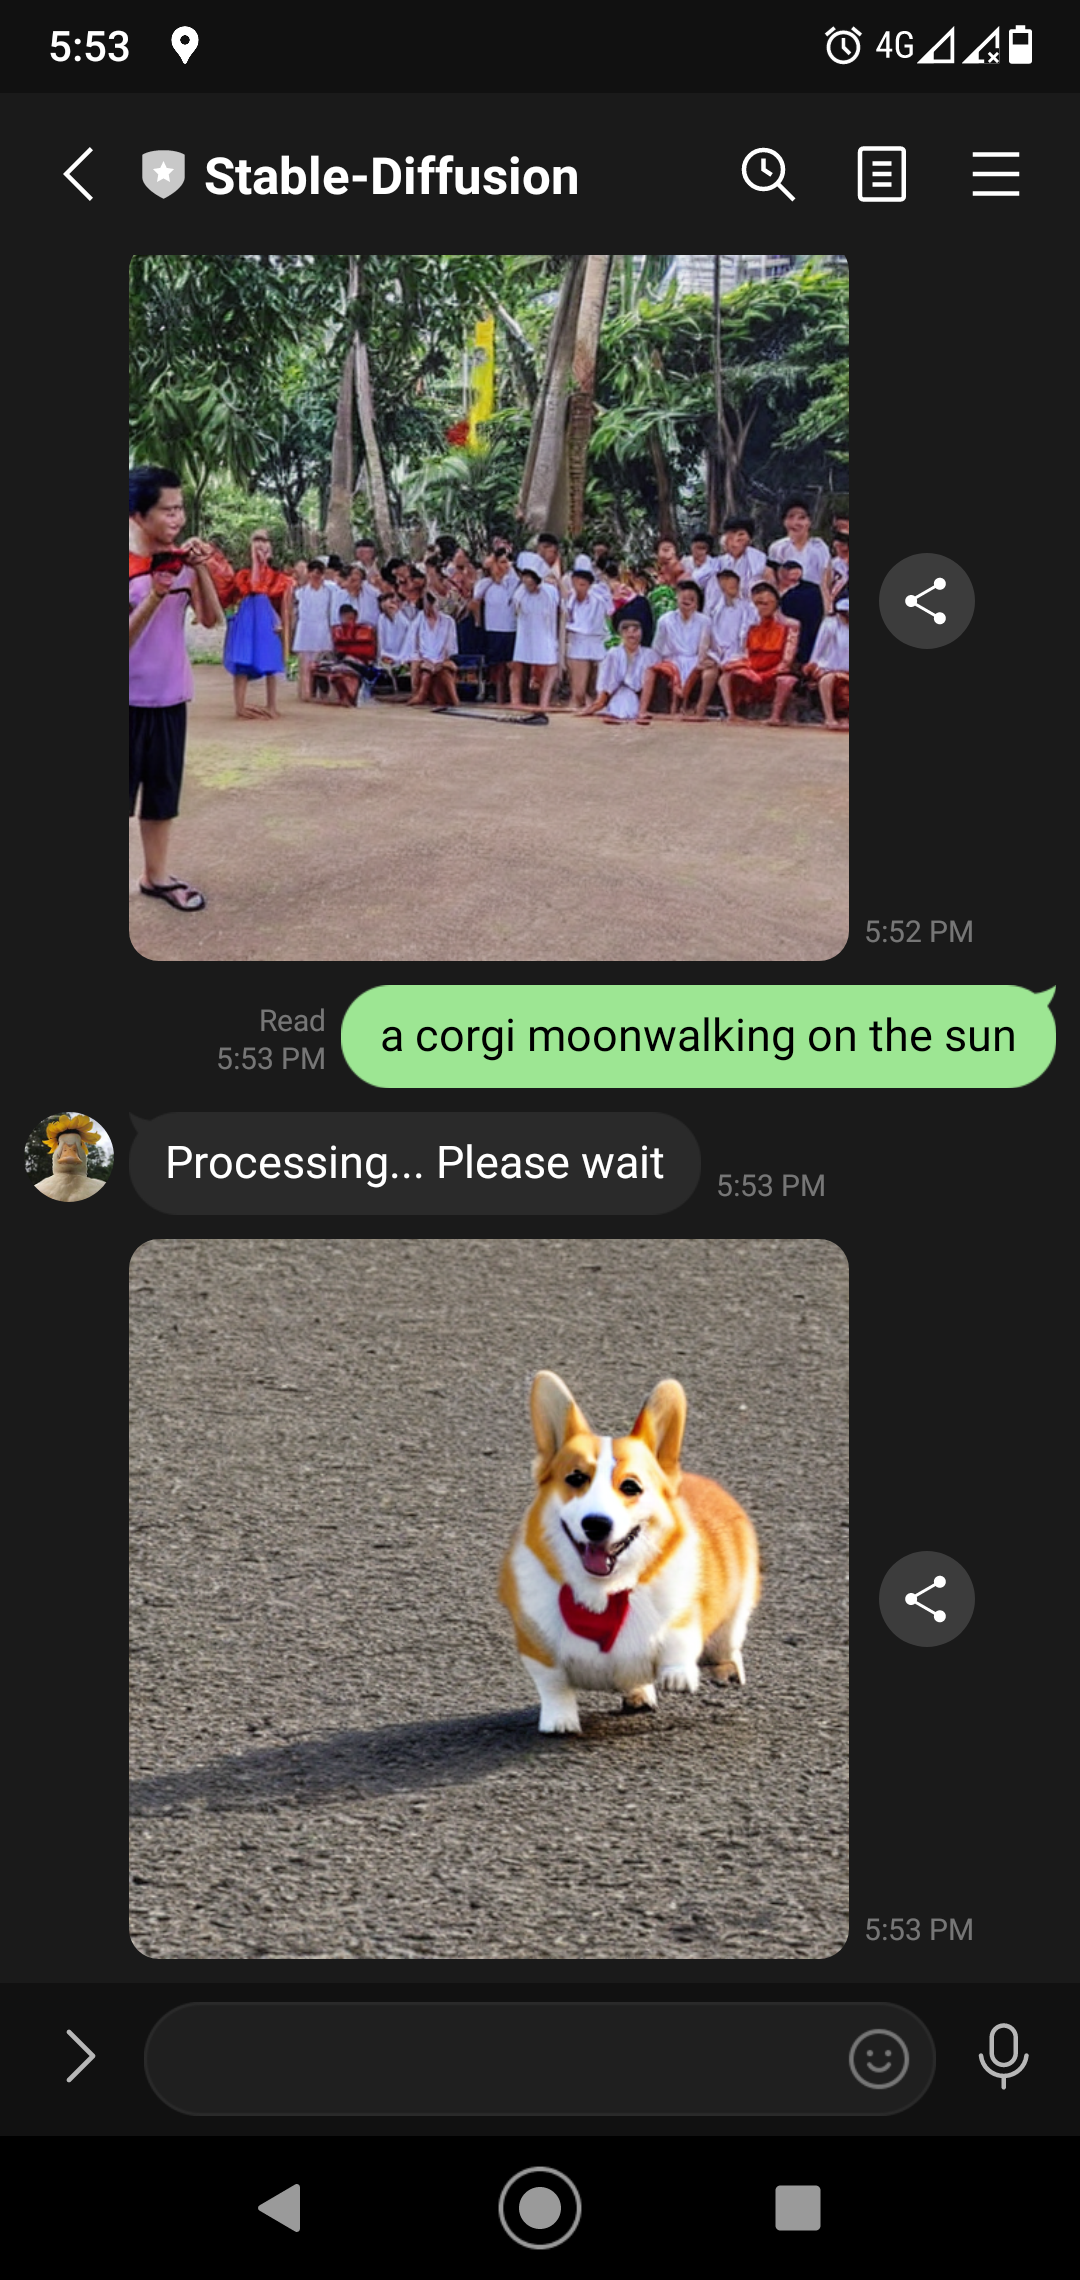 5:53
4G
Stable-Diffusion
5:52 PM
Read
5:53 PM
a corgi moonwalking on the sun
Processing... Please wait
5:53 PM
5:53 PM